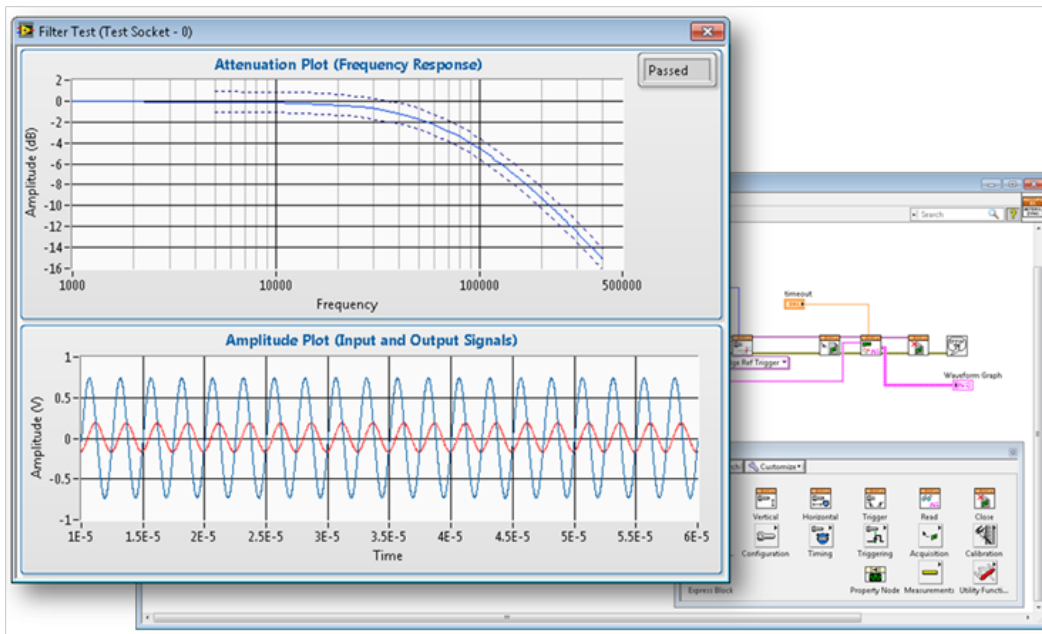 Filter Test (Test Socket - 0)
Attenuation Plot (Frequency Response)
Passed
Amplitude (dB)
2
0
-2
-4
-6
-8
-10
-12
-14
-16
1000
10000
100000
500000
Frequency
Amplitude Plot (Input and Output Signals)
Amplitude (V)
1
0.5
0
-0.5
-1
1E-5
1.5E-5
2E-5
2.5E-5
3E-5
3.5E-5
4E-5
4.5E-5
5E-5
5.5E-5
6E-5
Time
Search
timeout
ge Ref Trigger
Waveform Graph
Customize
Vertical
Horizontal
Trigger
Read
Close
Configuration
Timing
Triggering
Acquisition
Calibration
Express Block
Property Node
Measurements
Utility Functi...